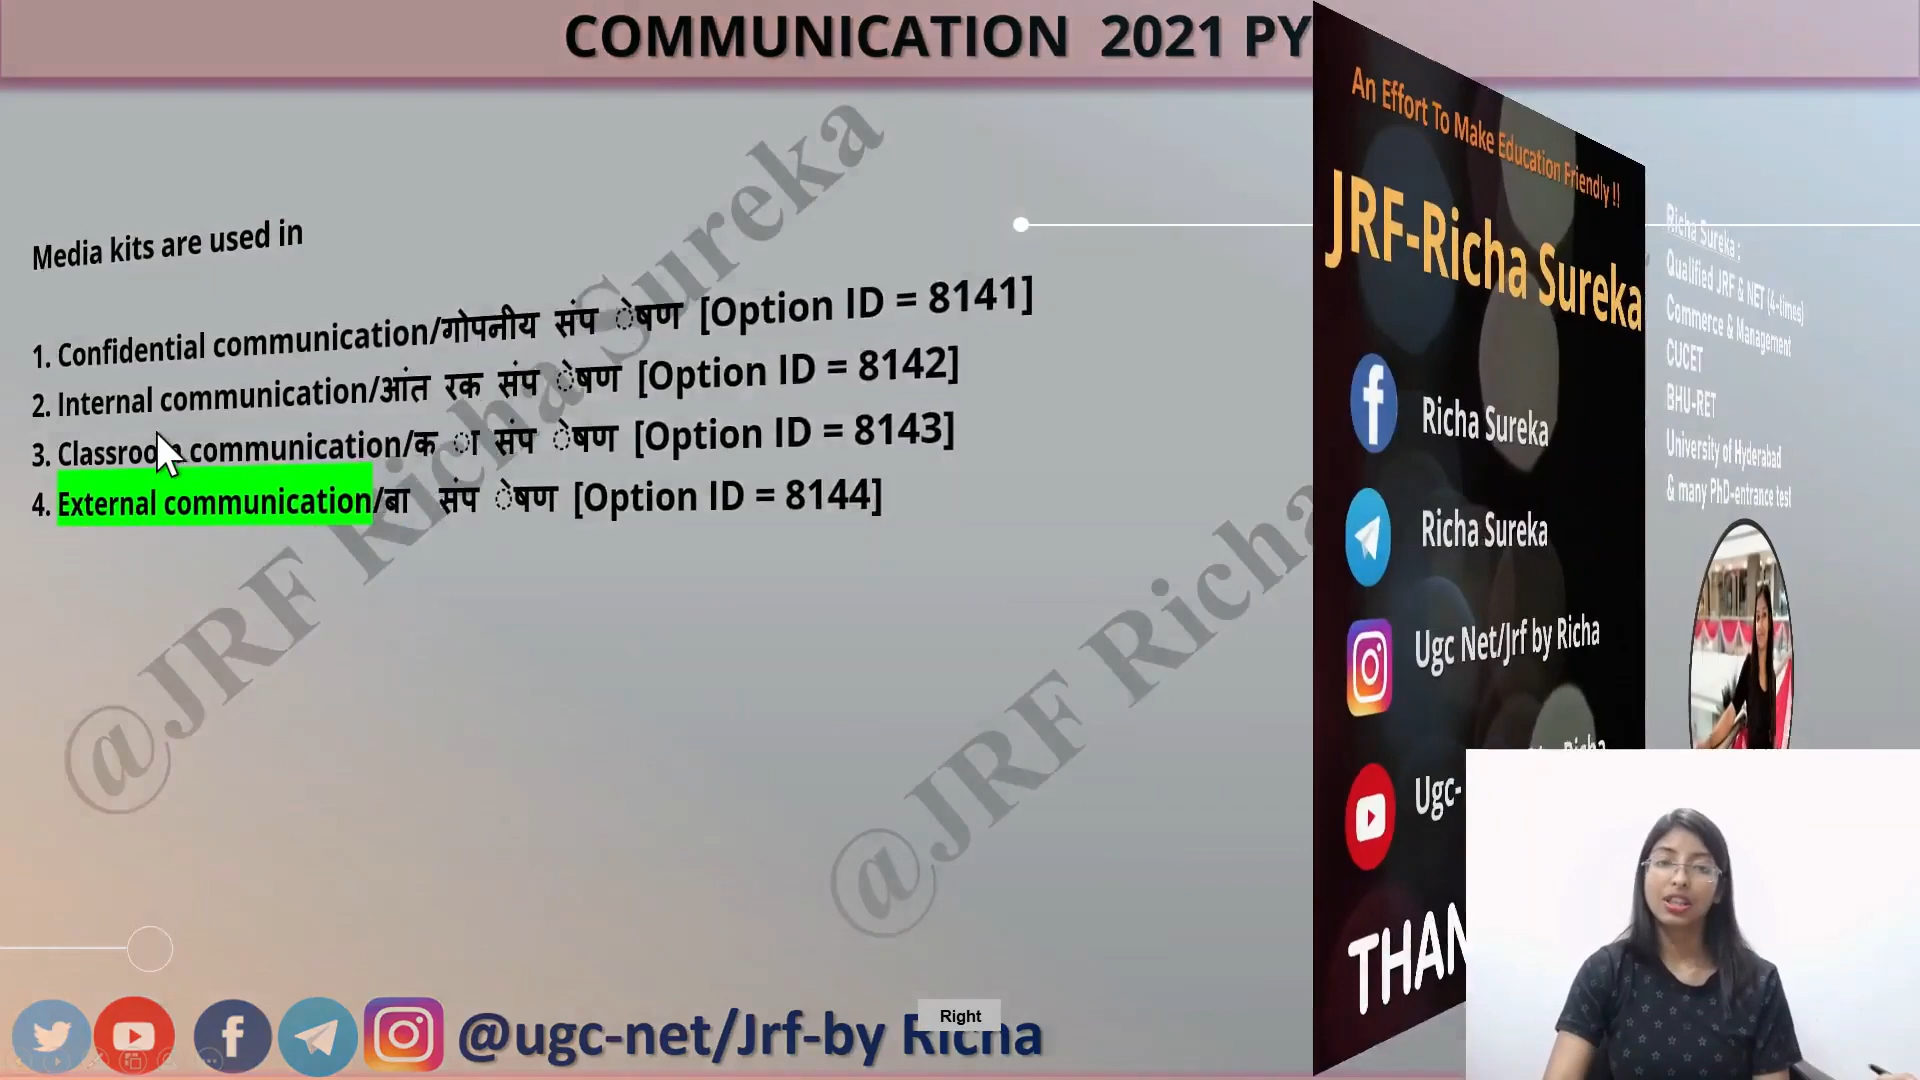 COMMUNICATION 2021 PY
Media kits are used in
1. Confidential communication/गोपनीय संप ेषण [Option ID = 8141]
2. Internal communication/आंत रक संप ेषण [Option ID = 8142]
3. Classroo communication/क ा संप ेषण [Option ID = 8143]
4. External communication/बा संप ेषण [Option ID = 8144]
@JRF Richa Sureka
@JRF Richa
An Effort To Make Education Friendly !!
JRF-Richa Sureka
Richa Sureka
Richa Sureka
Ugc Net/Jrf by Richa
Richa
Ugc-
THAN
Richa Sureka :
Qualified JRF & NET (4-times)
Commerce & Management
CUCET
BHU-RET
University of Hyderabad
& many PhD-entrance test
@ugc-net/Jrf-by Richa
Right